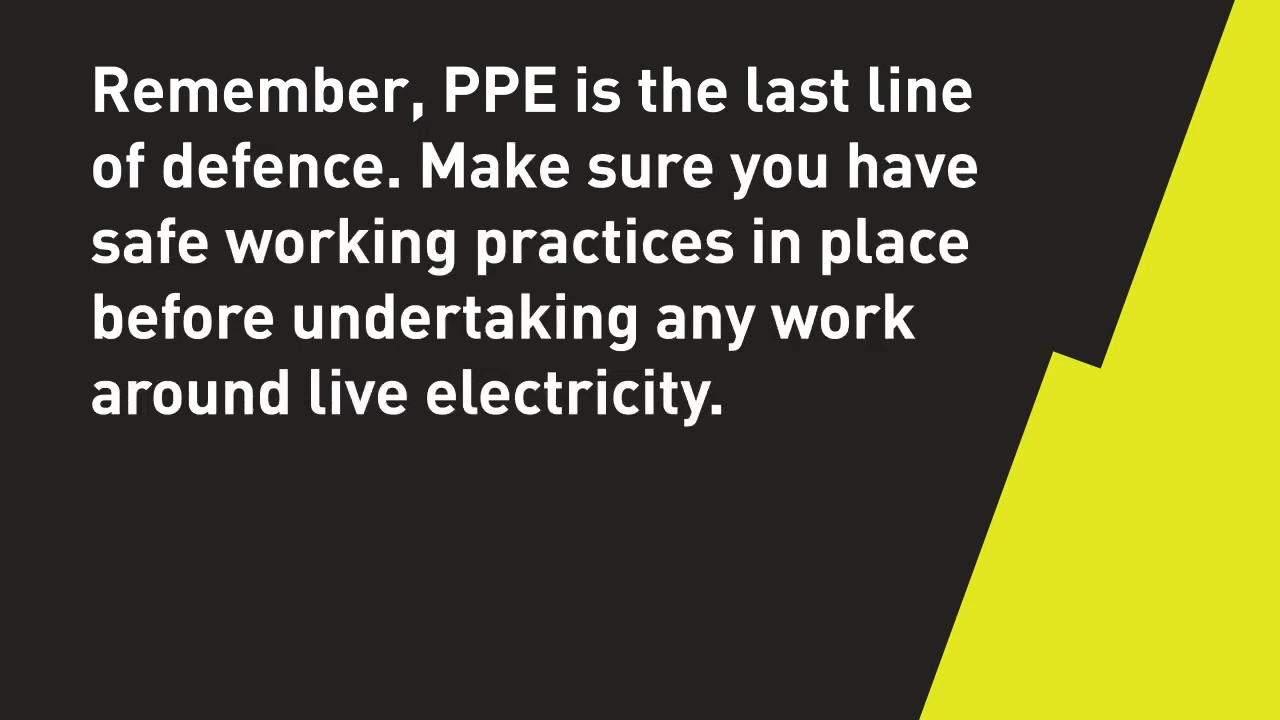 Remember, PPE is the last line
of defence. Make sure you have
safe working practices in place
before undertaking any work
around live electricity.